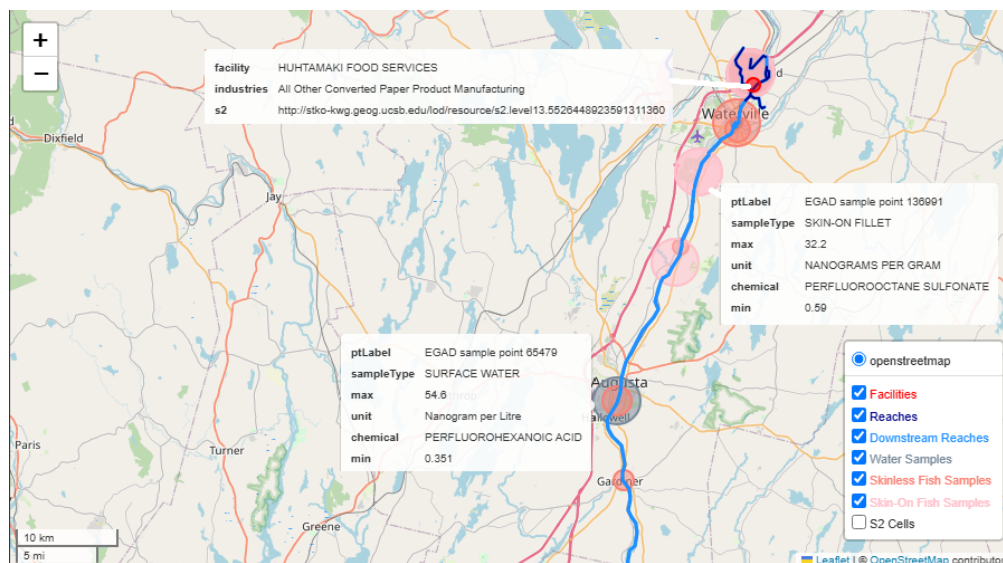 +
−
facility HUHTAMAKI FOOD SERVICES
industries All Other Converted Paper Product Manufacturing
s2 http://stko-kwg.geog.ucsb.edu/lod/resource/s2.level13.5526448923591311360
Waterville
Dixfield
Jay
ptLabel EGAD sample point 136991
sampleType SKIN-ON FILLET
max 32.2
unit NANOGRAMS PER GRAM
chemical PERFLUOROOCTANE SULFONATE
min 0.59
ptLabel EGAD sample point 65479
sampleType SURFACE WATER
max 54.6
unit Nanogram per Litre
chemical PERFLUOROHEXANOIC ACID
min 0.351
Augusta
Hallowell
Paris
Turner
Gardiner
Greene
openstreetmap
Facilities
Reaches
Downstream Reaches
Water Samples
Skinless Fish Samples
Skin-On Fish Samples
S2 Cells
10 km
5 mi
Leaflet | © OpenStreetMap contributor